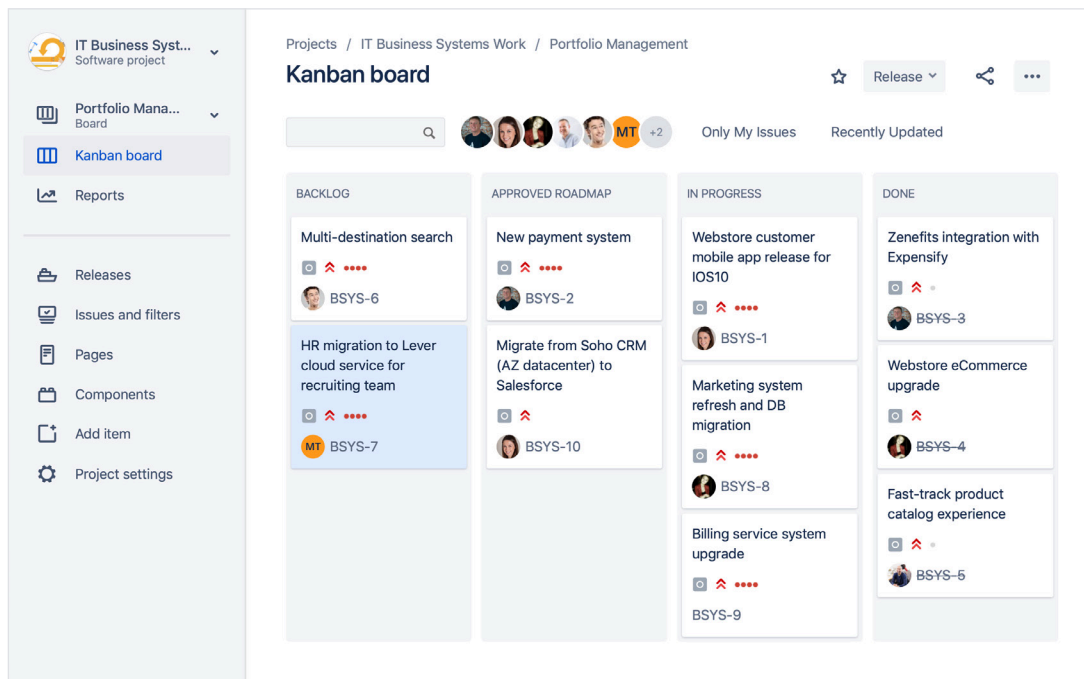 IT Business Syst...
Software project
Portfolio Mana...
Board
Kanban board
Reports
Releases
Issues and filters
Pages
Components
Add item
Project settings
Projects / IT Business Systems Work / Portfolio Management
Kanban board
Release
MT
+2
Only My Issues
Recently Updated
BACKLOG
Multi-destination search
BSYS-6
HR migration to Lever
cloud service for
recruiting team
MT BSYS-7
APPROVED ROADMAP
New payment system
BSYS-2
Migrate from Soho CRM
(AZ datacenter) to
Salesforce
BSYS-10
IN PROGRESS
Webstore customer
mobile app release for
IOS10
BSYS-1
Marketing system
refresh and DB
migration
BSYS-8
Billing service system
upgrade
BSYS-9
DONE
Zenefits integration with
Expensify
BSYS-3
Webstore eCommerce
upgrade
BSYS-4
Fast-track product
catalog experience
BSYS-5